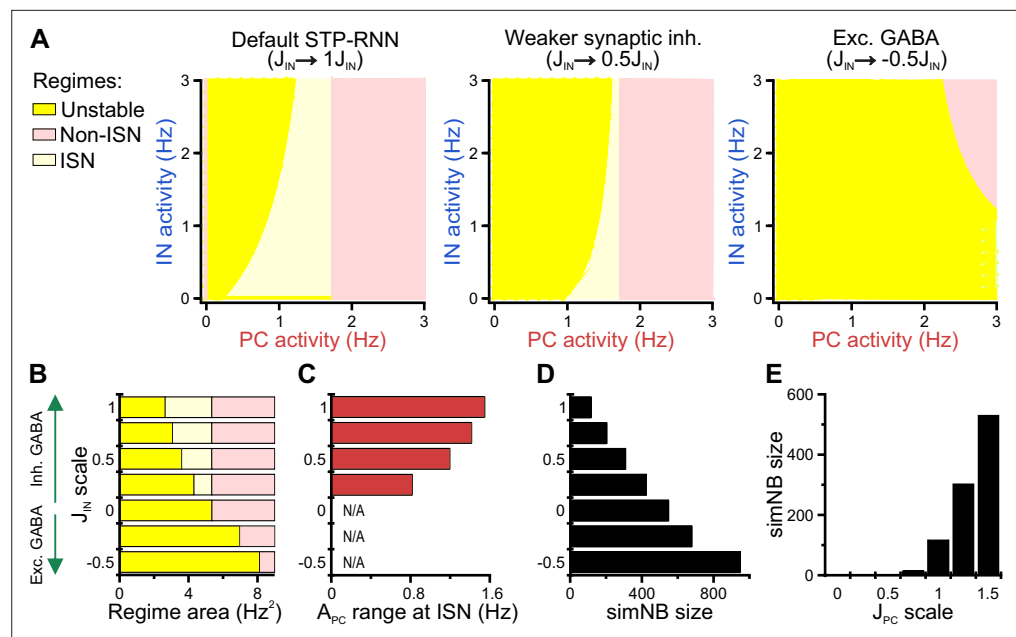 A
Default STP-RNN
(J_IN→ 1J_IN)
Weaker synaptic inh.
(J_IN→ 0.5J_IN)
Exc. GABA
(J_IN→ -0.5J_IN)
Regimes:
Unstable
Non-ISN
ISN
IN activity (Hz)
3
2
1
0
0 1 2 3
PC activity (Hz)
IN activity (Hz)
3
2
1
0
0 1 2 3
PC activity (Hz)
IN activity (Hz)
3
2
1
0
0 1 2 3
PC activity (Hz)
B
Exc. GABA Inh. GABA
J_IN scale
1
0.5
0
-0.5
0 4 8
Regime area (Hz²)
C
1
0.5
0 N/A
N/A
-0.5 N/A
0 0.8 1.6
A_PC range at ISN (Hz)
D
1
0.5
0
-0.5
0 400 800
simNB size
E
simNB size
600
400
200
0
0 0.5 1 1.5
J_PC scale